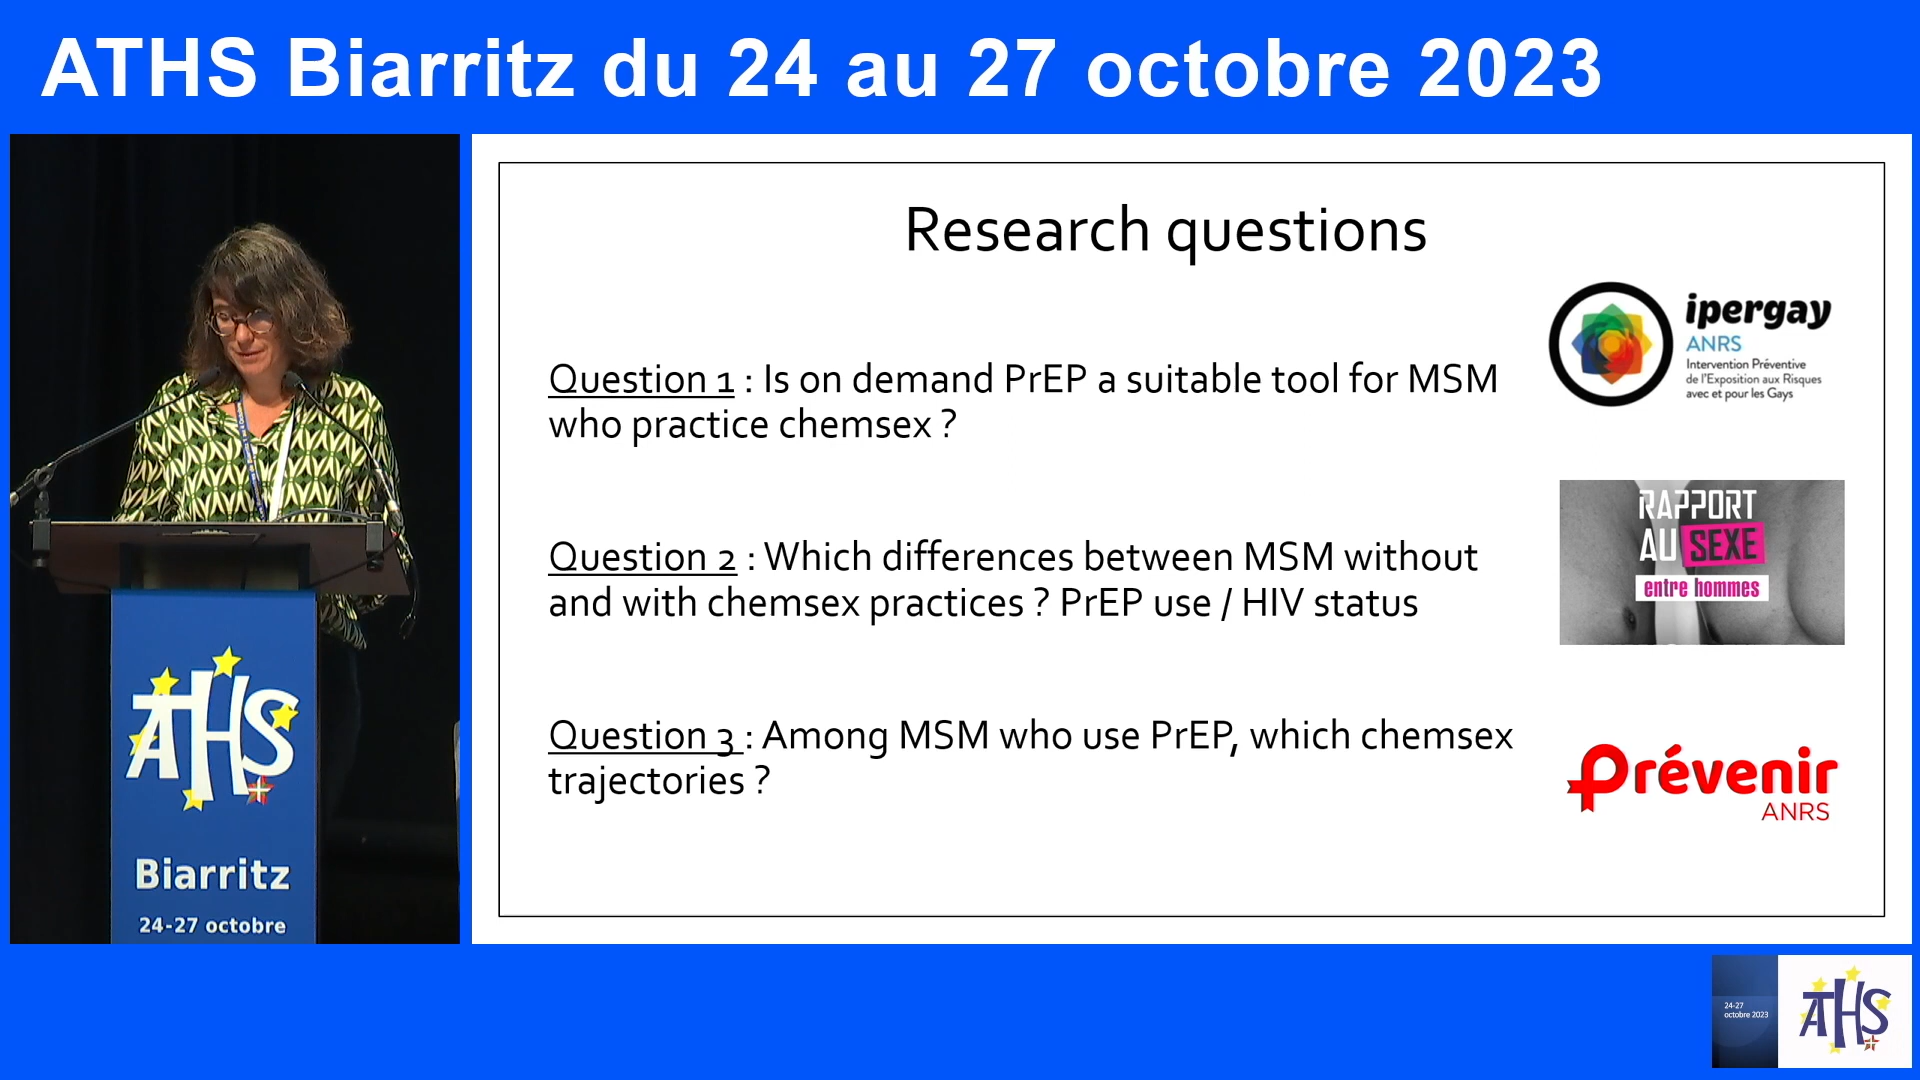 ATHS Biarritz du 24 au 27 octobre 2023
Research questions
ipergay
ANRS
Intervention Préventive
de l'Exposition aux Risques
avec et pour les Gays
Question 1 : Is on demand PrEP a suitable tool for MSM
who practice chemsex ?
RAPPORT
AU SEXE
entre hommes
Question 2 : Which differences between MSM without
and with chemsex practices ? PrEP use / HIV status
Question 3 : Among MSM who use PrEP, which chemsex
trajectories ?
Prévenir
ANRS
ATHS
Biarritz
24-27 octobre
24-27
octobre 2023
ATHS